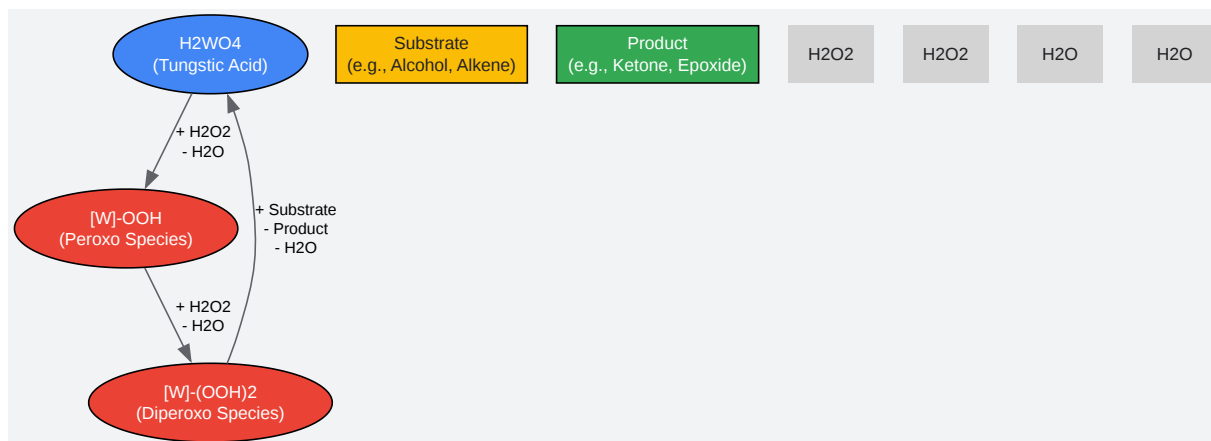 H2WO4
(Tungstic Acid)
Substrate
(e.g., Alcohol, Alkene)
Product
(e.g., Ketone, Epoxide)
H2O2
H2O2
H2O
H2O
+ H2O2
- H2O
[W]-OOH
(Peroxo Species)
+ Substrate
- Product
- H2O
+ H2O2
- H2O
[W]-(OOH)2
(Diperoxo Species)